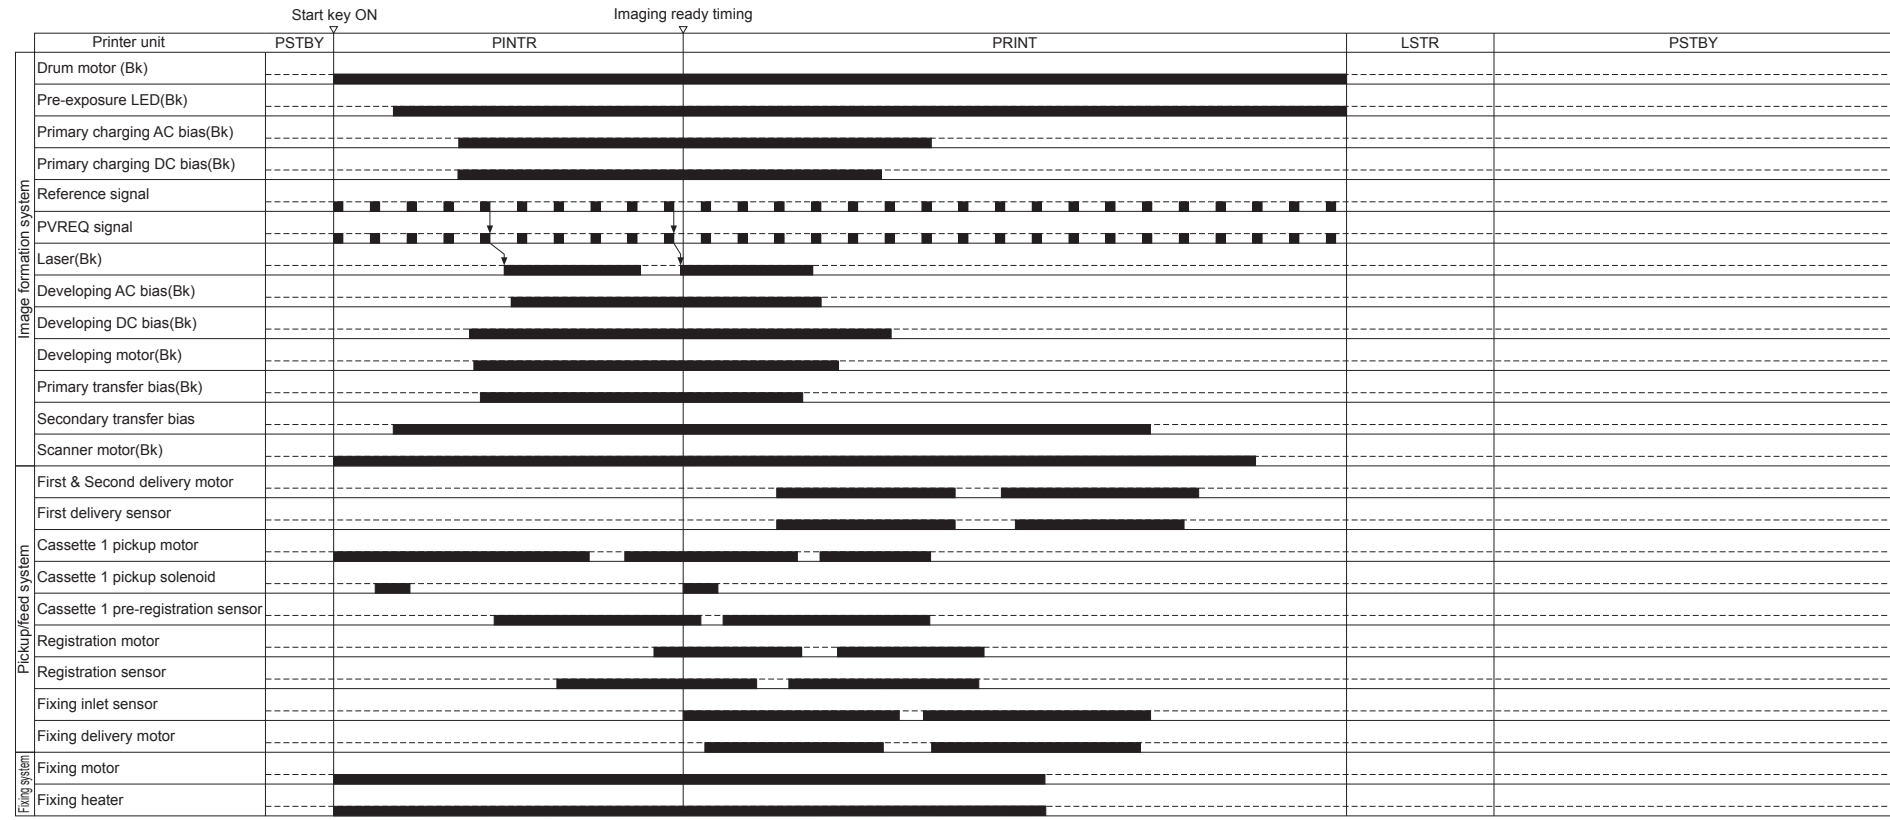 Start key ON
Imaging ready timing
Printer unit
PSTBY
PINTR
PRINT
LSTR
PSTBY
Image formation system
Drum motor (Bk)
Pre-exposure LED(Bk)
Primary charging AC bias(Bk)
Primary charging DC bias(Bk)
Reference signal
PVREQ signal
Laser(Bk)
Developing AC bias(Bk)
Developing DC bias(Bk)
Developing motor(Bk)
Primary transfer bias(Bk)
Secondary transfer bias
Scanner motor(Bk)
Pickup/feed system
First & Second delivery motor
First delivery sensor
Cassette 1 pickup motor
Cassette 1 pickup solenoid
Cassette 1 pre-registration sensor
Registration motor
Registration sensor
Fixing inlet sensor
Fixing delivery motor
Fixing system
Fixing motor
Fixing heater